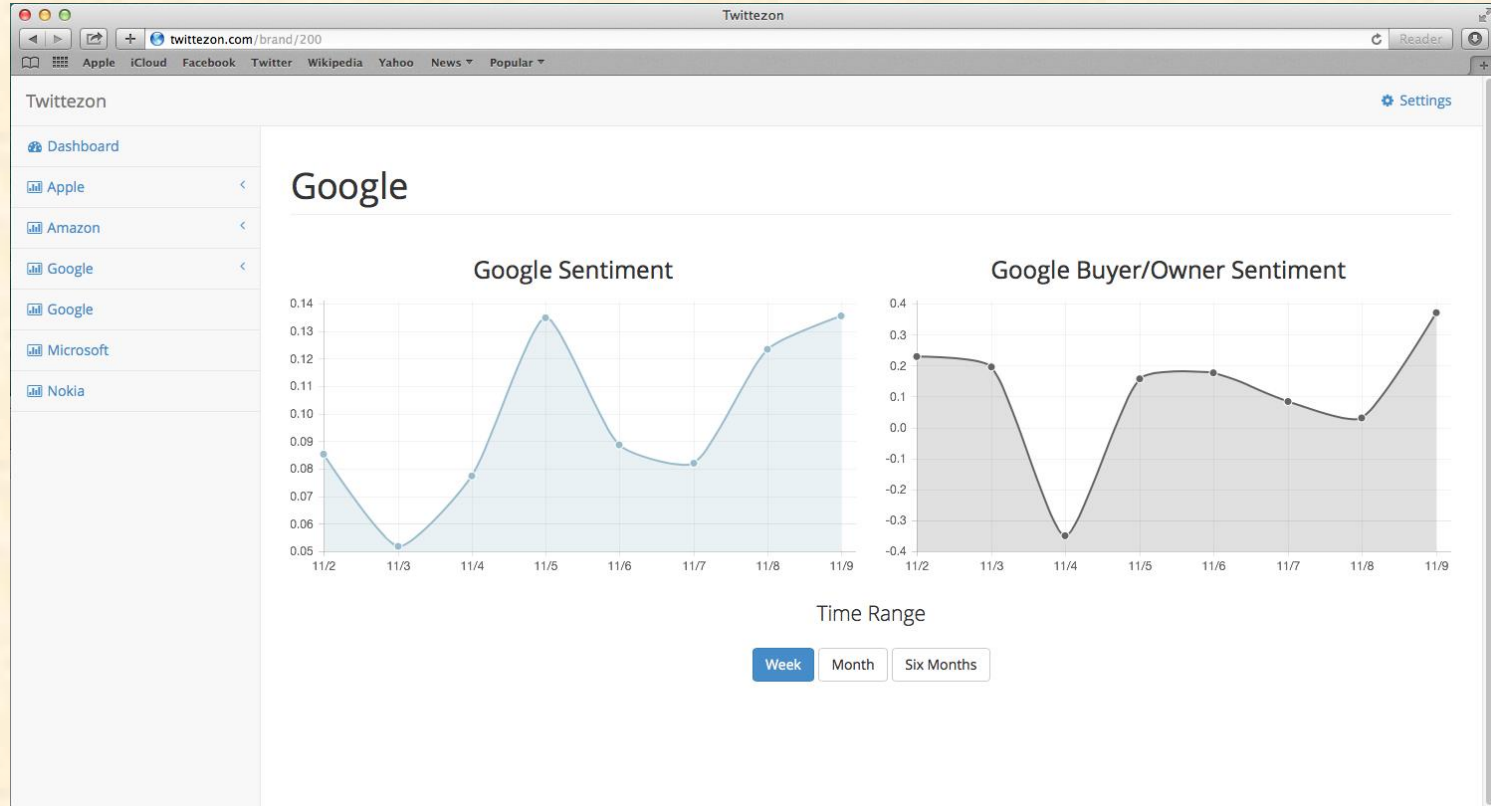 Twittezon
twittezon.com/brand/200
Reader
Apple iCloud Facebook Twitter Wikipedia Yahoo News Popular
Twittezon
Settings
Dashboard
Apple
Amazon
Google
Google
Microsoft
Nokia
Google
Google Sentiment
0.14
0.13
0.12
0.11
0.10
0.09
0.08
0.07
0.06
0.05
11/2 11/3 11/4 11/5 11/6 11/7 11/8 11/9
Google Buyer/Owner Sentiment
0.4
0.3
0.2
0.1
0.0
-0.1
-0.2
-0.3
-0.4
11/2 11/3 11/4 11/5 11/6 11/7 11/8 11/9
Time Range
Week Month Six Months